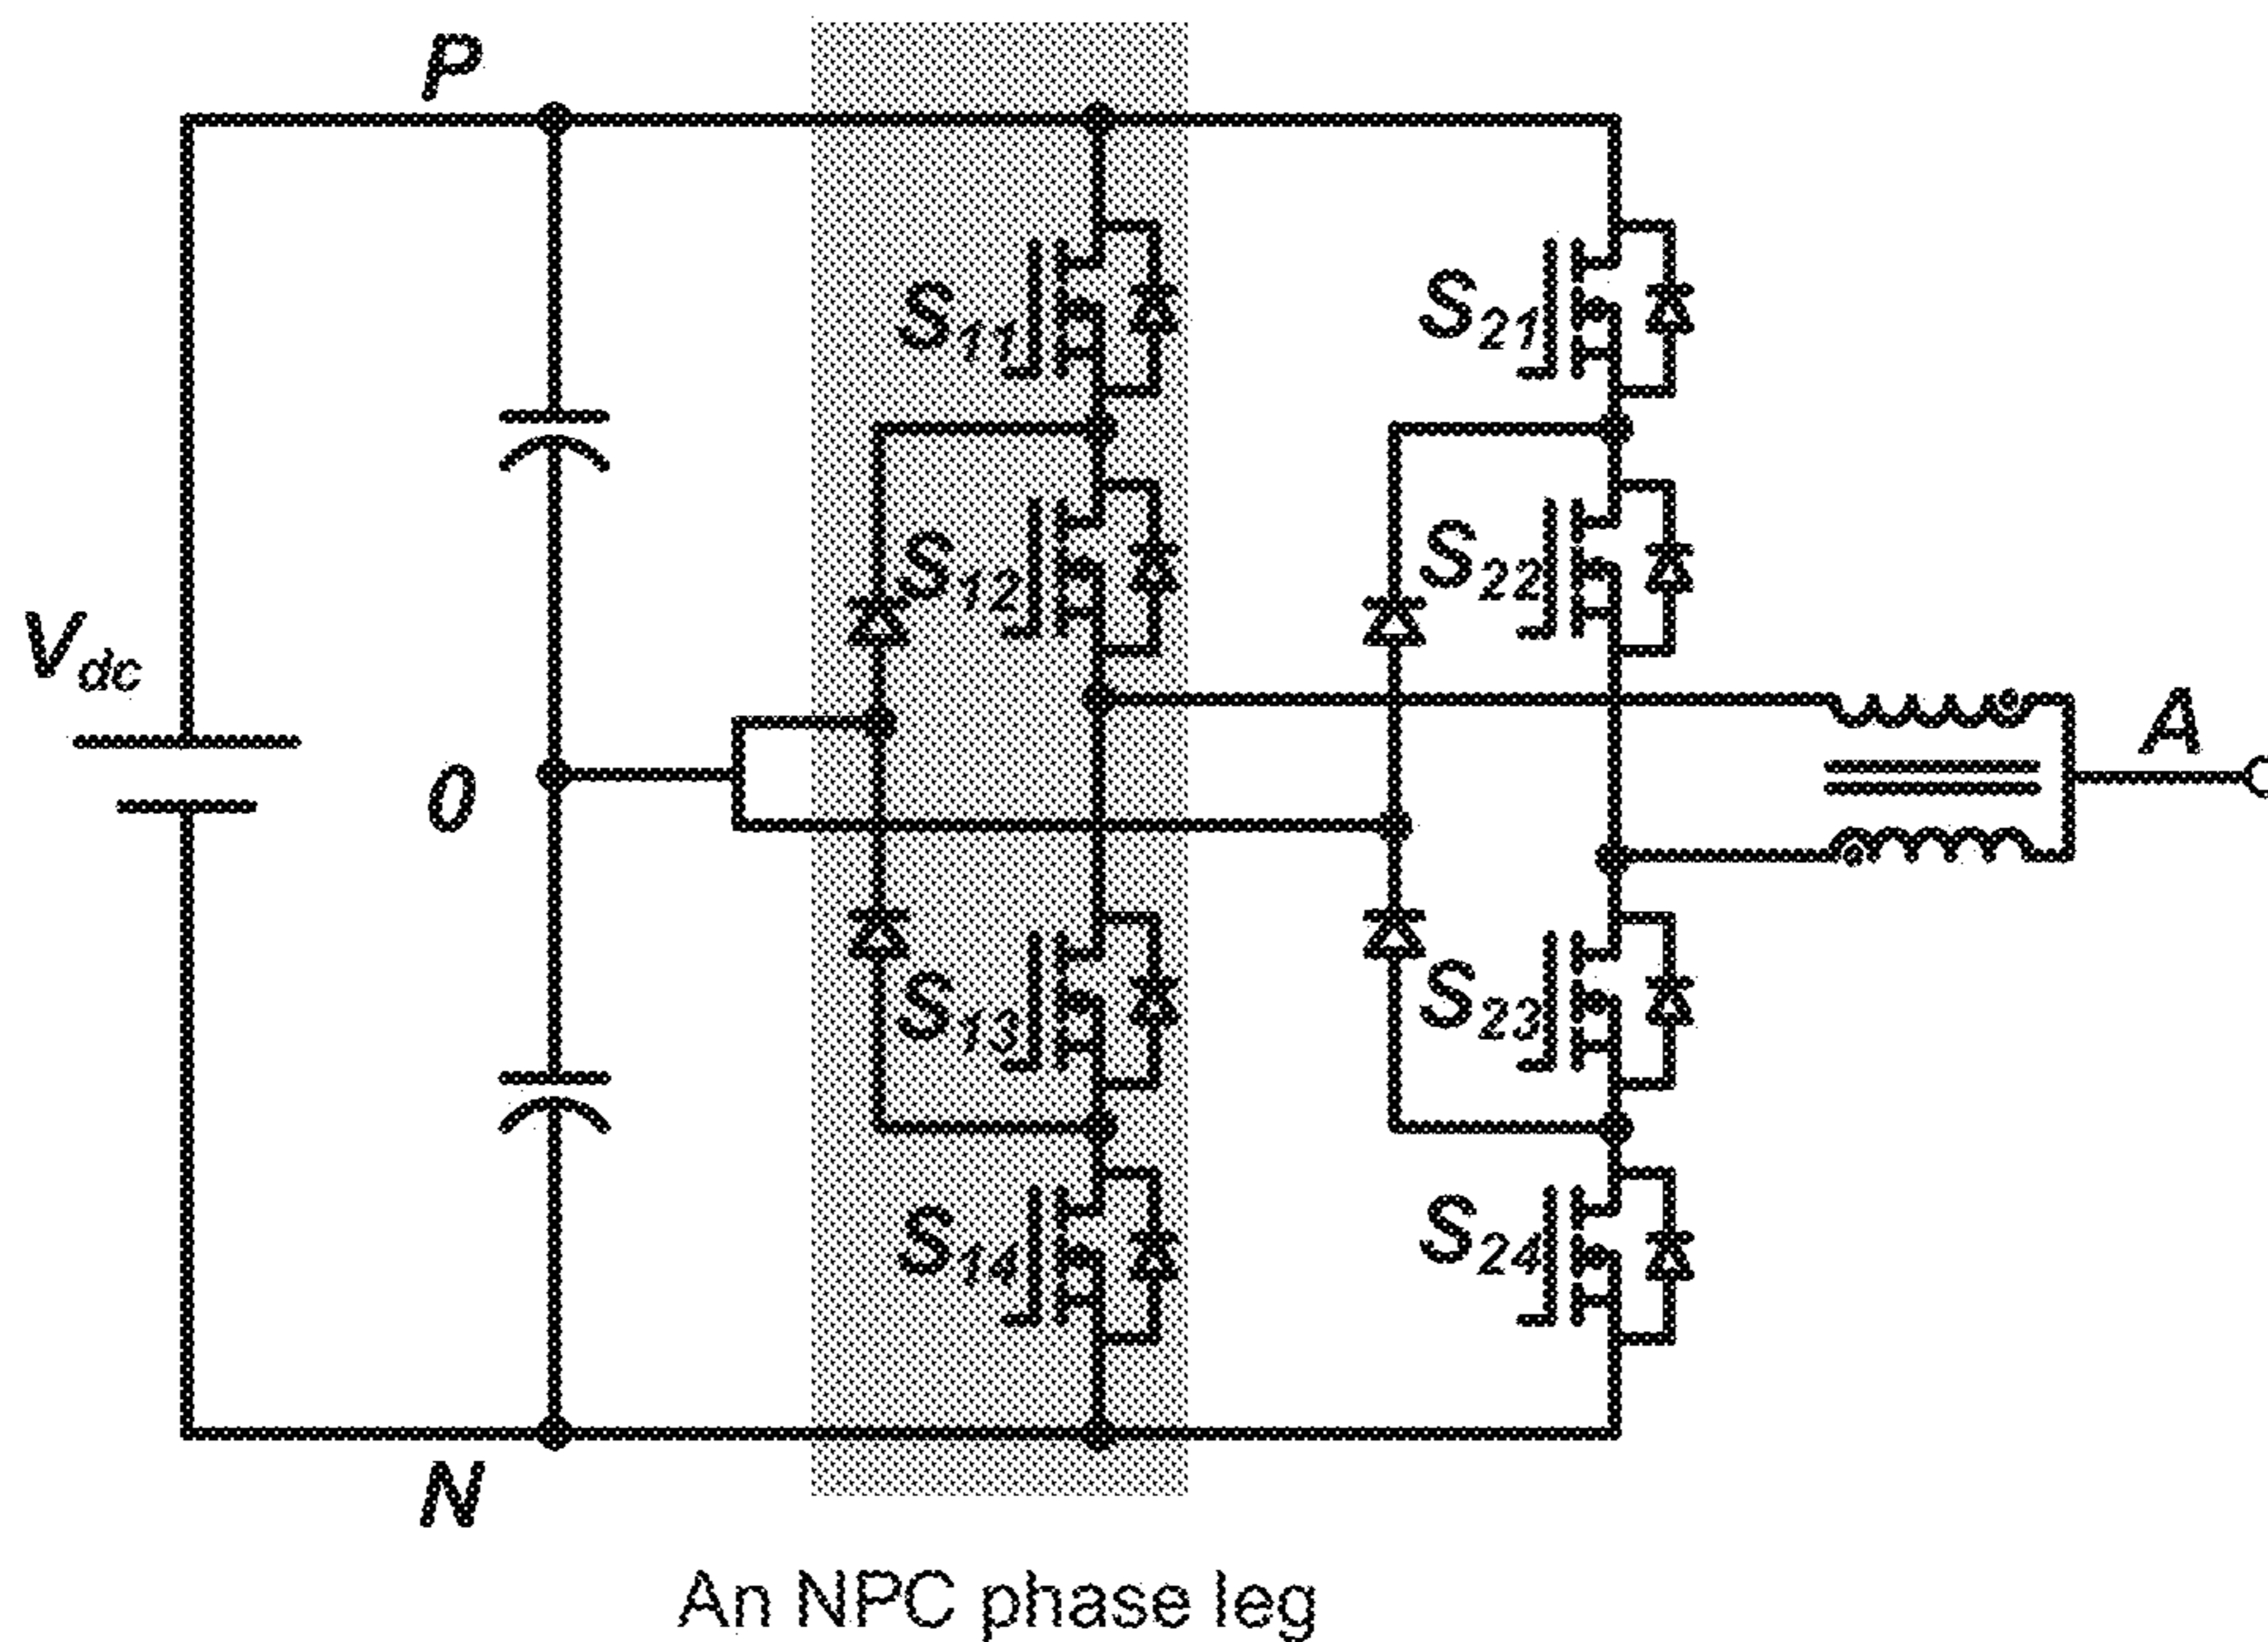 P
S11
S21
S12
S22
Vdc
0
A
S13
S23
S14
S24
N
An NPC phase leg